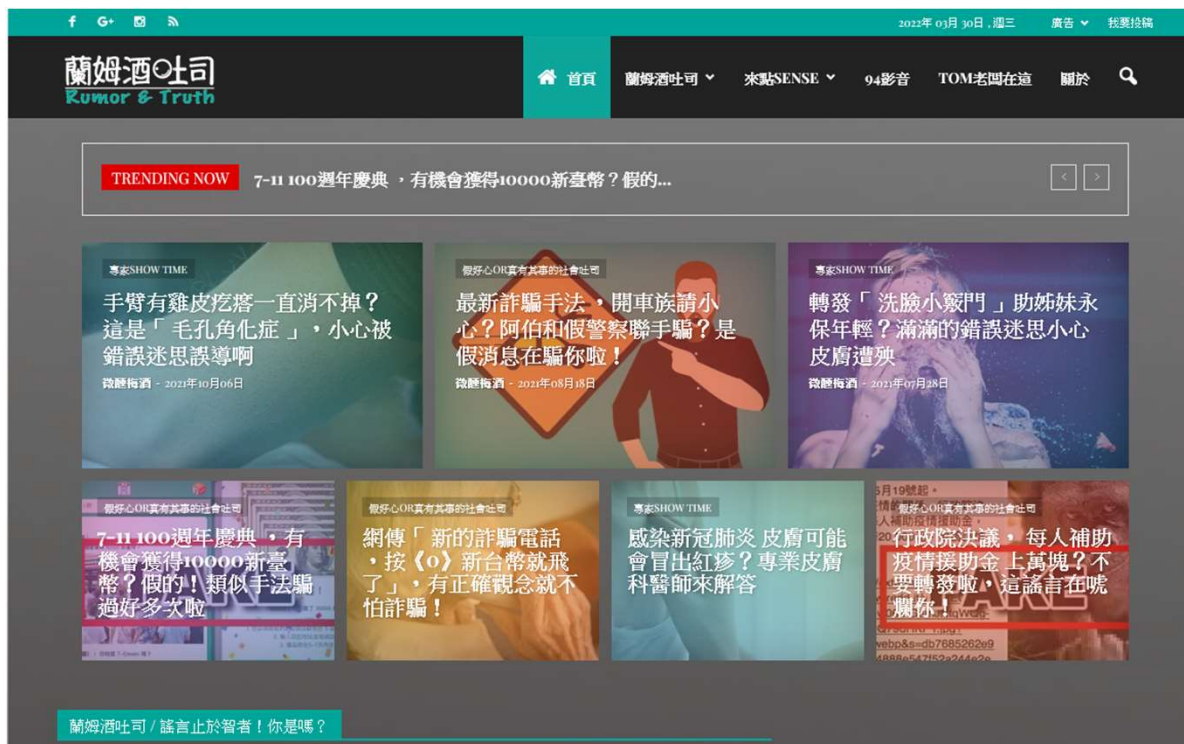 2022年 03月 30日 , 週三
廣告
我要投稿
蘭姆酒吐司
Rumor & Truth
首頁
蘭姆酒吐司
來點SENSE
94影音
TOM老闆在這
關於
TRENDING NOW
7-11 100週年慶典 ,有機會獲得10000新臺幣?假的...
專家SHOW TIME
手臂有雞皮疙瘩一直消不掉?
這是「 毛孔角化症 」,小心被
錯誤迷思誤導啊
微醺梅酒 - 2021年10月06日
假好心OR真有其事的社會吐司
最新詐騙手法,開車族請小
心?阿伯和假警察聯手騙?是
假消息在騙你啦!
微醺梅酒 - 2021年08月18日
專家SHOW TIME
轉發「 洗臉小竅門 」助姊妹永
保年輕?滿滿的錯誤迷思小心
皮膚遭殃
微醺梅酒 - 2021年07月28日
假好心OR真有其事的社會吐司
7-11 100週年慶典 ,有
機會獲得10000新臺
幣?假的!類似手法騙
過好多次啦
假好心OR真有其事的社會吐司
網傳「 新的詐騙電話
,按《0》新台幣就飛
了」,有正確觀念就不
怕詐騙!
專家SHOW TIME
感染新冠肺炎 皮膚可能
會冒出紅疹?專業皮膚
科醫師來解答
假好心OR真有其事的社會吐司
行政院決議, 每人補助
疫情援助金 上萬塊?不
要轉發啦,這謠言在唬
爛你!
webp&s=db7685262e9
蘭姆酒吐司 / 謠言止於智者!你是嗎?